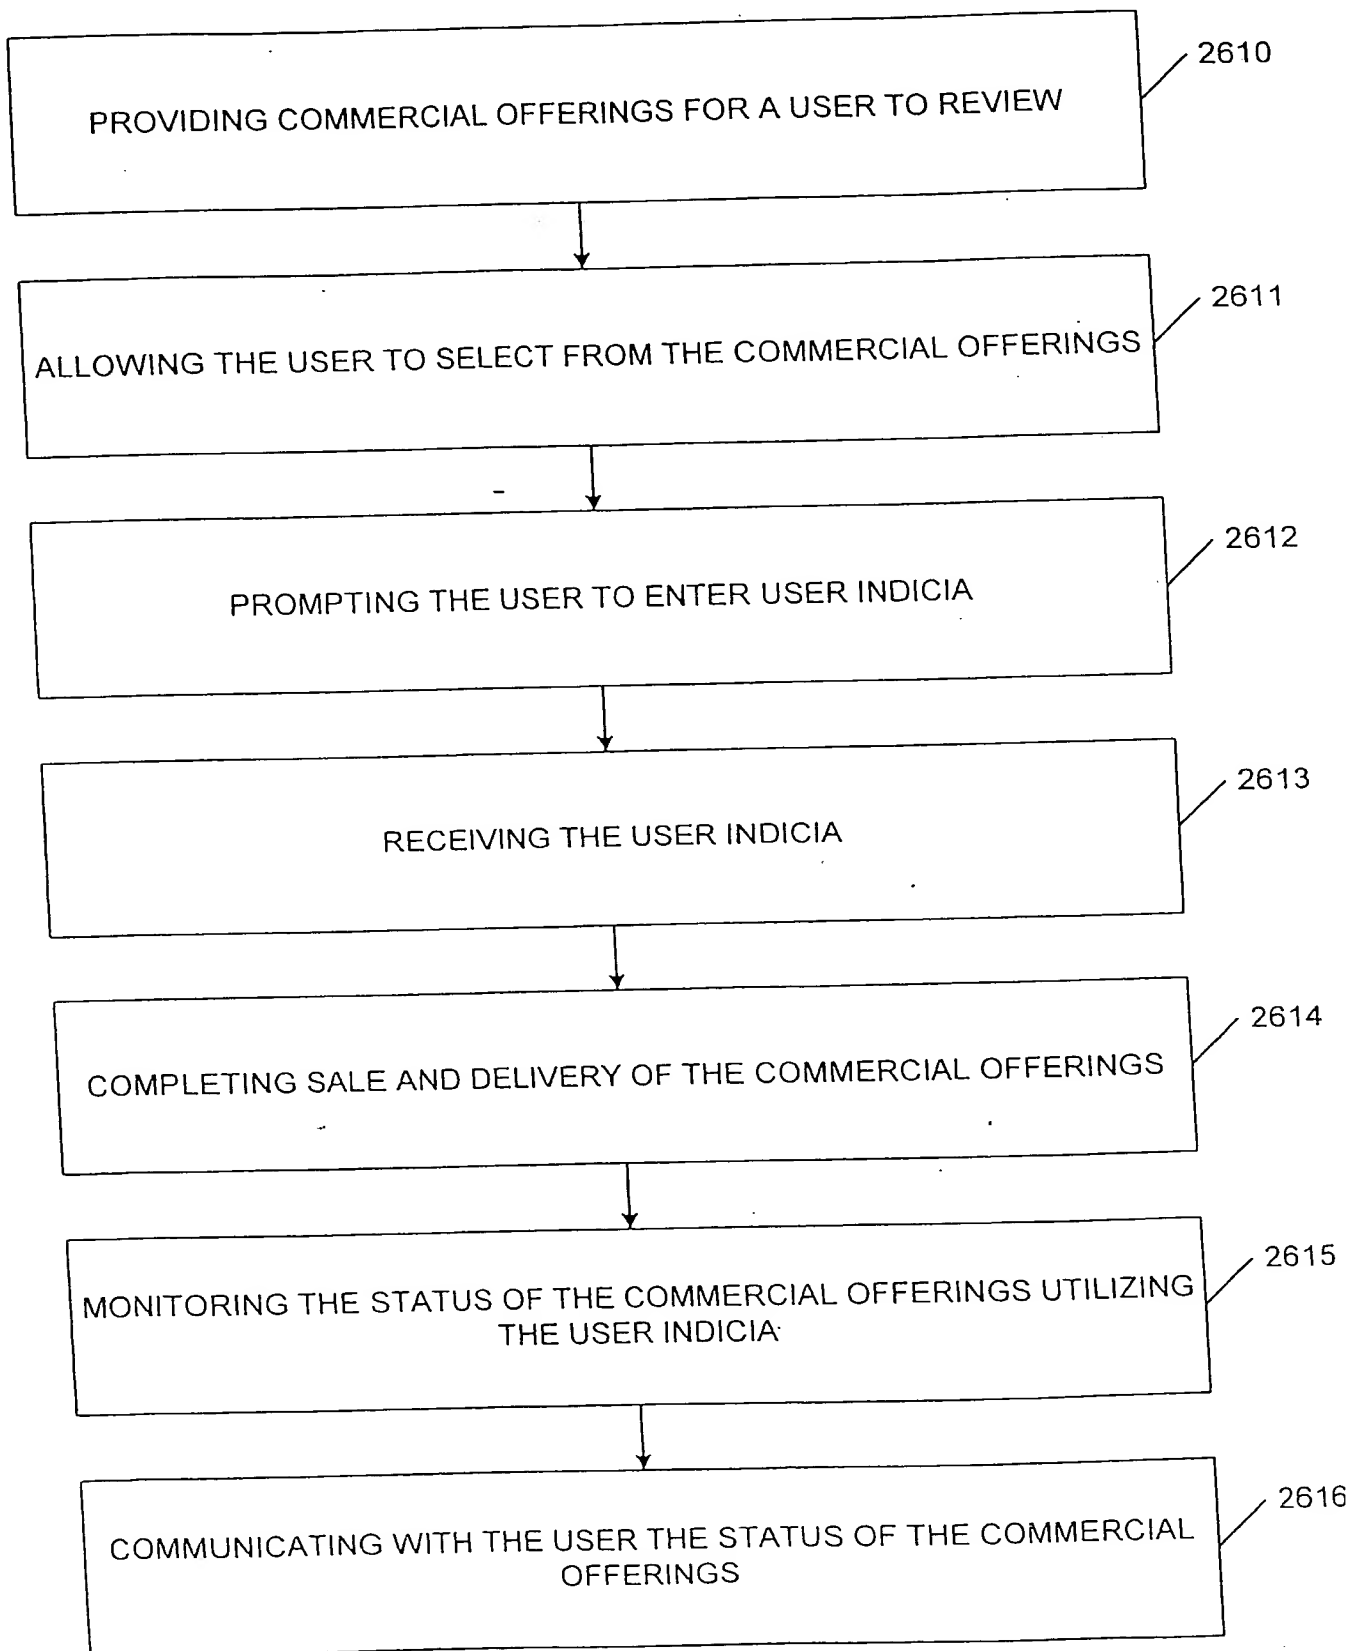 2610
PROVIDING COMMERCIAL OFFERINGS FOR A USER TO REVIEW
2611
ALLOWING THE USER TO SELECT FROM THE COMMERCIAL OFFERINGS
2612
PROMPTING THE USER TO ENTER USER INDICIA
2613
RECEIVING THE USER INDICIA
2614
COMPLETING SALE AND DELIVERY OF THE COMMERCIAL OFFERINGS
2615
MONITORING THE STATUS OF THE COMMERCIAL OFFERINGS UTILIZING
THE USER INDICIA
2616
COMMUNICATING WITH THE USER THE STATUS OF THE COMMERCIAL
OFFERINGS